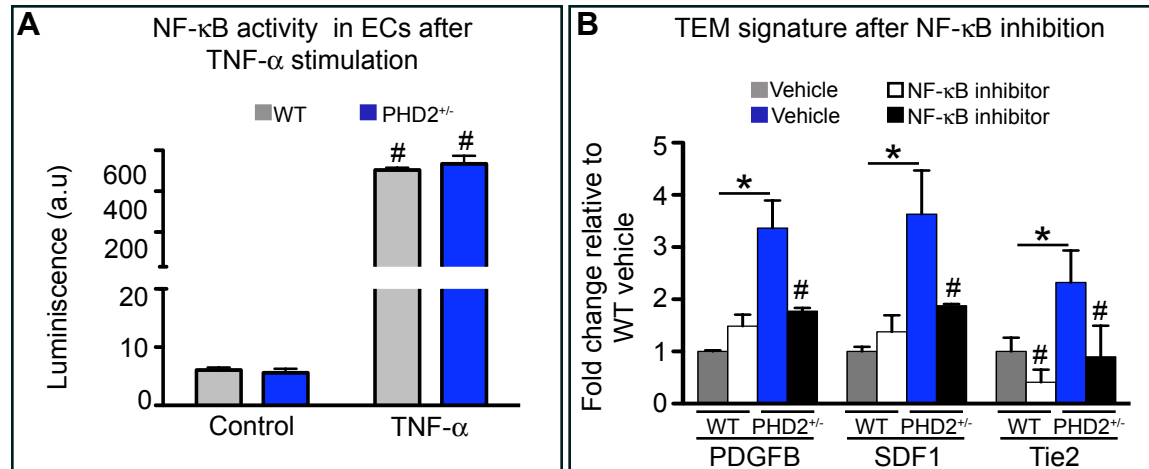 A
NF-κB activity in ECs after
TNF-α stimulation
WT PHD2+/-
Luminiscence (a.u)
600
400
200
20
10
0
# #
Control TNF-α
B
TEM signature after NF-κB inhibition
Vehicle NF-κB inhibitor
Vehicle NF-κB inhibitor
Fold change relative to
WT vehicle
5
4
3
2
1
0
* # * # * # #
WT PHD2+/- WT PHD2+/- WT PHD2+/-
PDGFB SDF1 Tie2